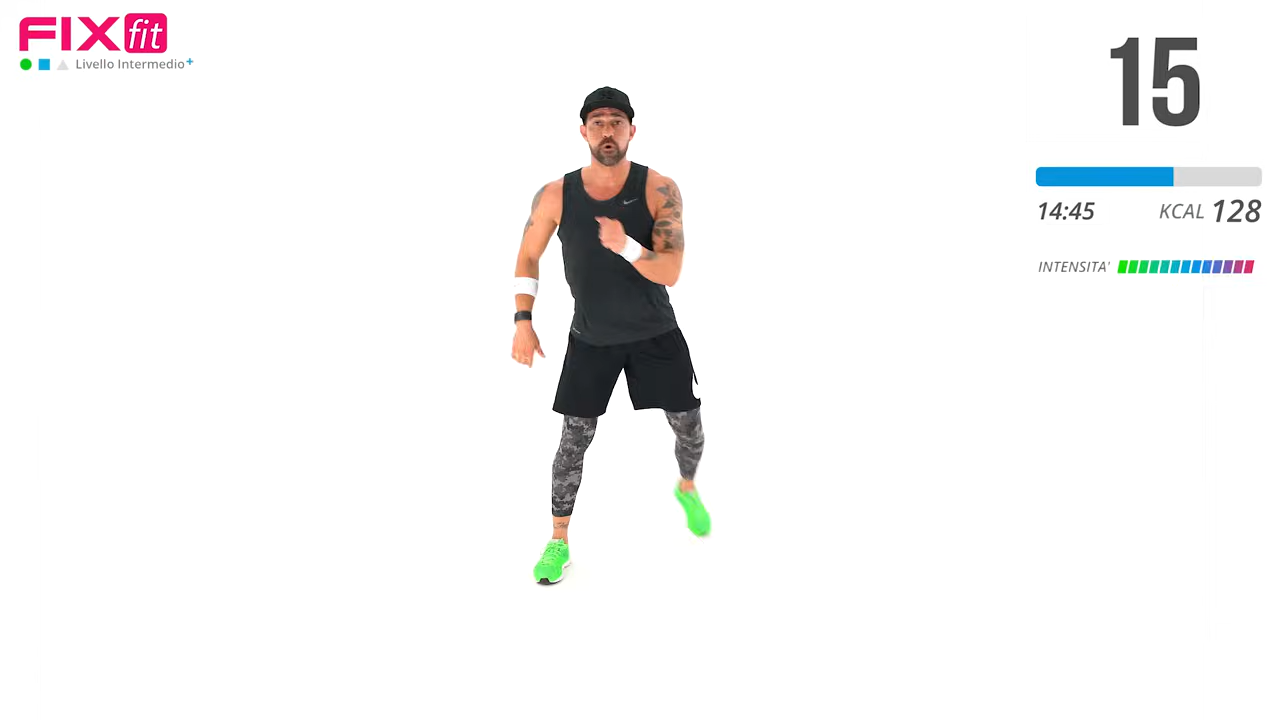 FIXfit
Livello Intermedio+
15
14:45 KCAL 128
INTENSITA'